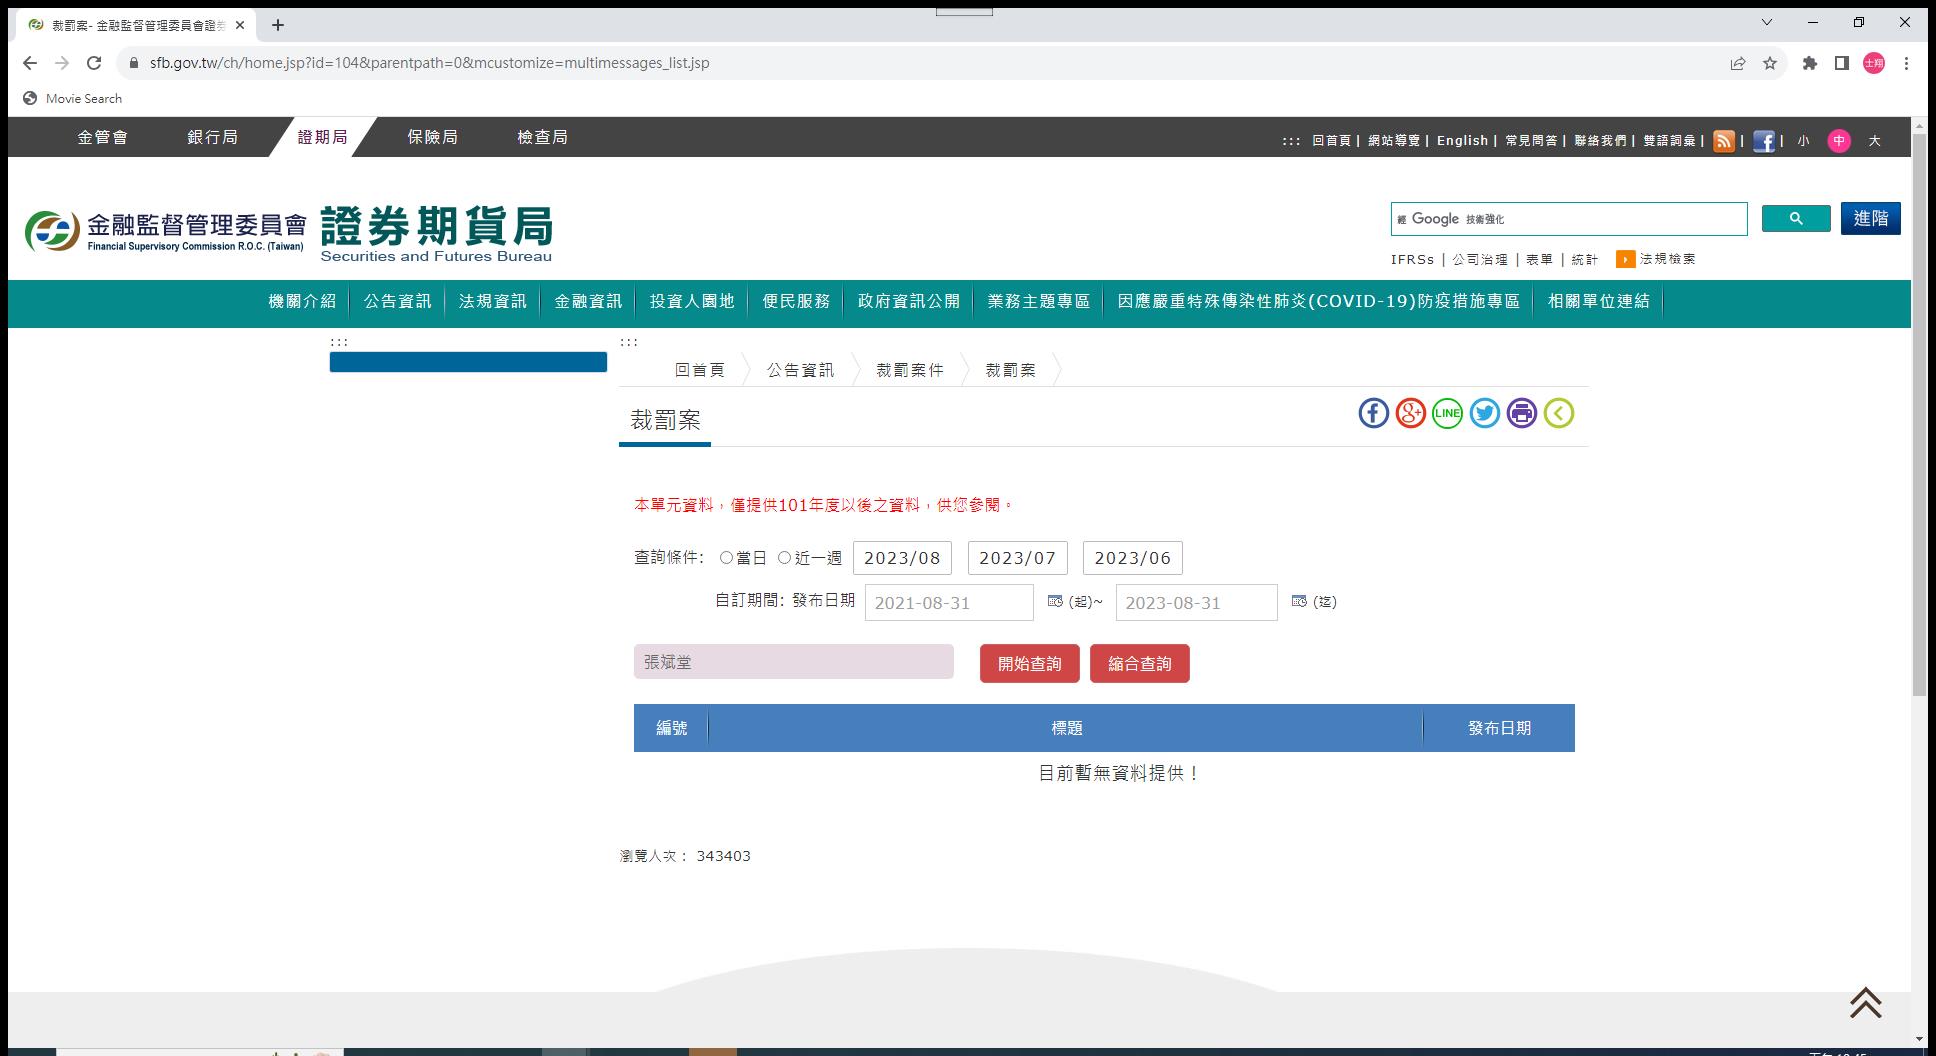 裁罰案- 金融監督管理委員會證券
sfb.gov.tw/ch/home.jsp?id=104&parentpath=0&mcustomize=multimessages_list.jsp
士翔
Movie Search
金管會 銀行局 證期局 保險局 檢查局
::: 回首頁 | 網站導覽 | English | 常見問答 | 聯絡我們 | 雙語詞彙 | | | 小 中 大
金融監督管理委員會 證券期貨局
Financial Supervisory Commission R.O.C. (Taiwan) Securities and Futures Bureau
經 Google 技術強化 進階
IFRSs | 公司治理 | 表單 | 統計 法規檢索
機關介紹 公告資訊 法規資訊 金融資訊 投資人園地 便民服務 政府資訊公開 業務主題專區 因應嚴重特殊傳染性肺炎(COVID-19)防疫措施專區 相關單位連結
::: :::
回首頁 公告資訊 裁罰案件 裁罰案
裁罰案
LINE
本單元資料，僅提供101年度以後之資料，供您參閱。
查詢條件: 當日 近一週 2023/08 2023/07 2023/06
自訂期間: 發布日期 2021-08-31 (起)~ 2023-08-31 (迄)
張斌堂 開始查詢 縮合查詢
編號 標題 發布日期
目前暫無資料提供！
瀏覽人次： 343403